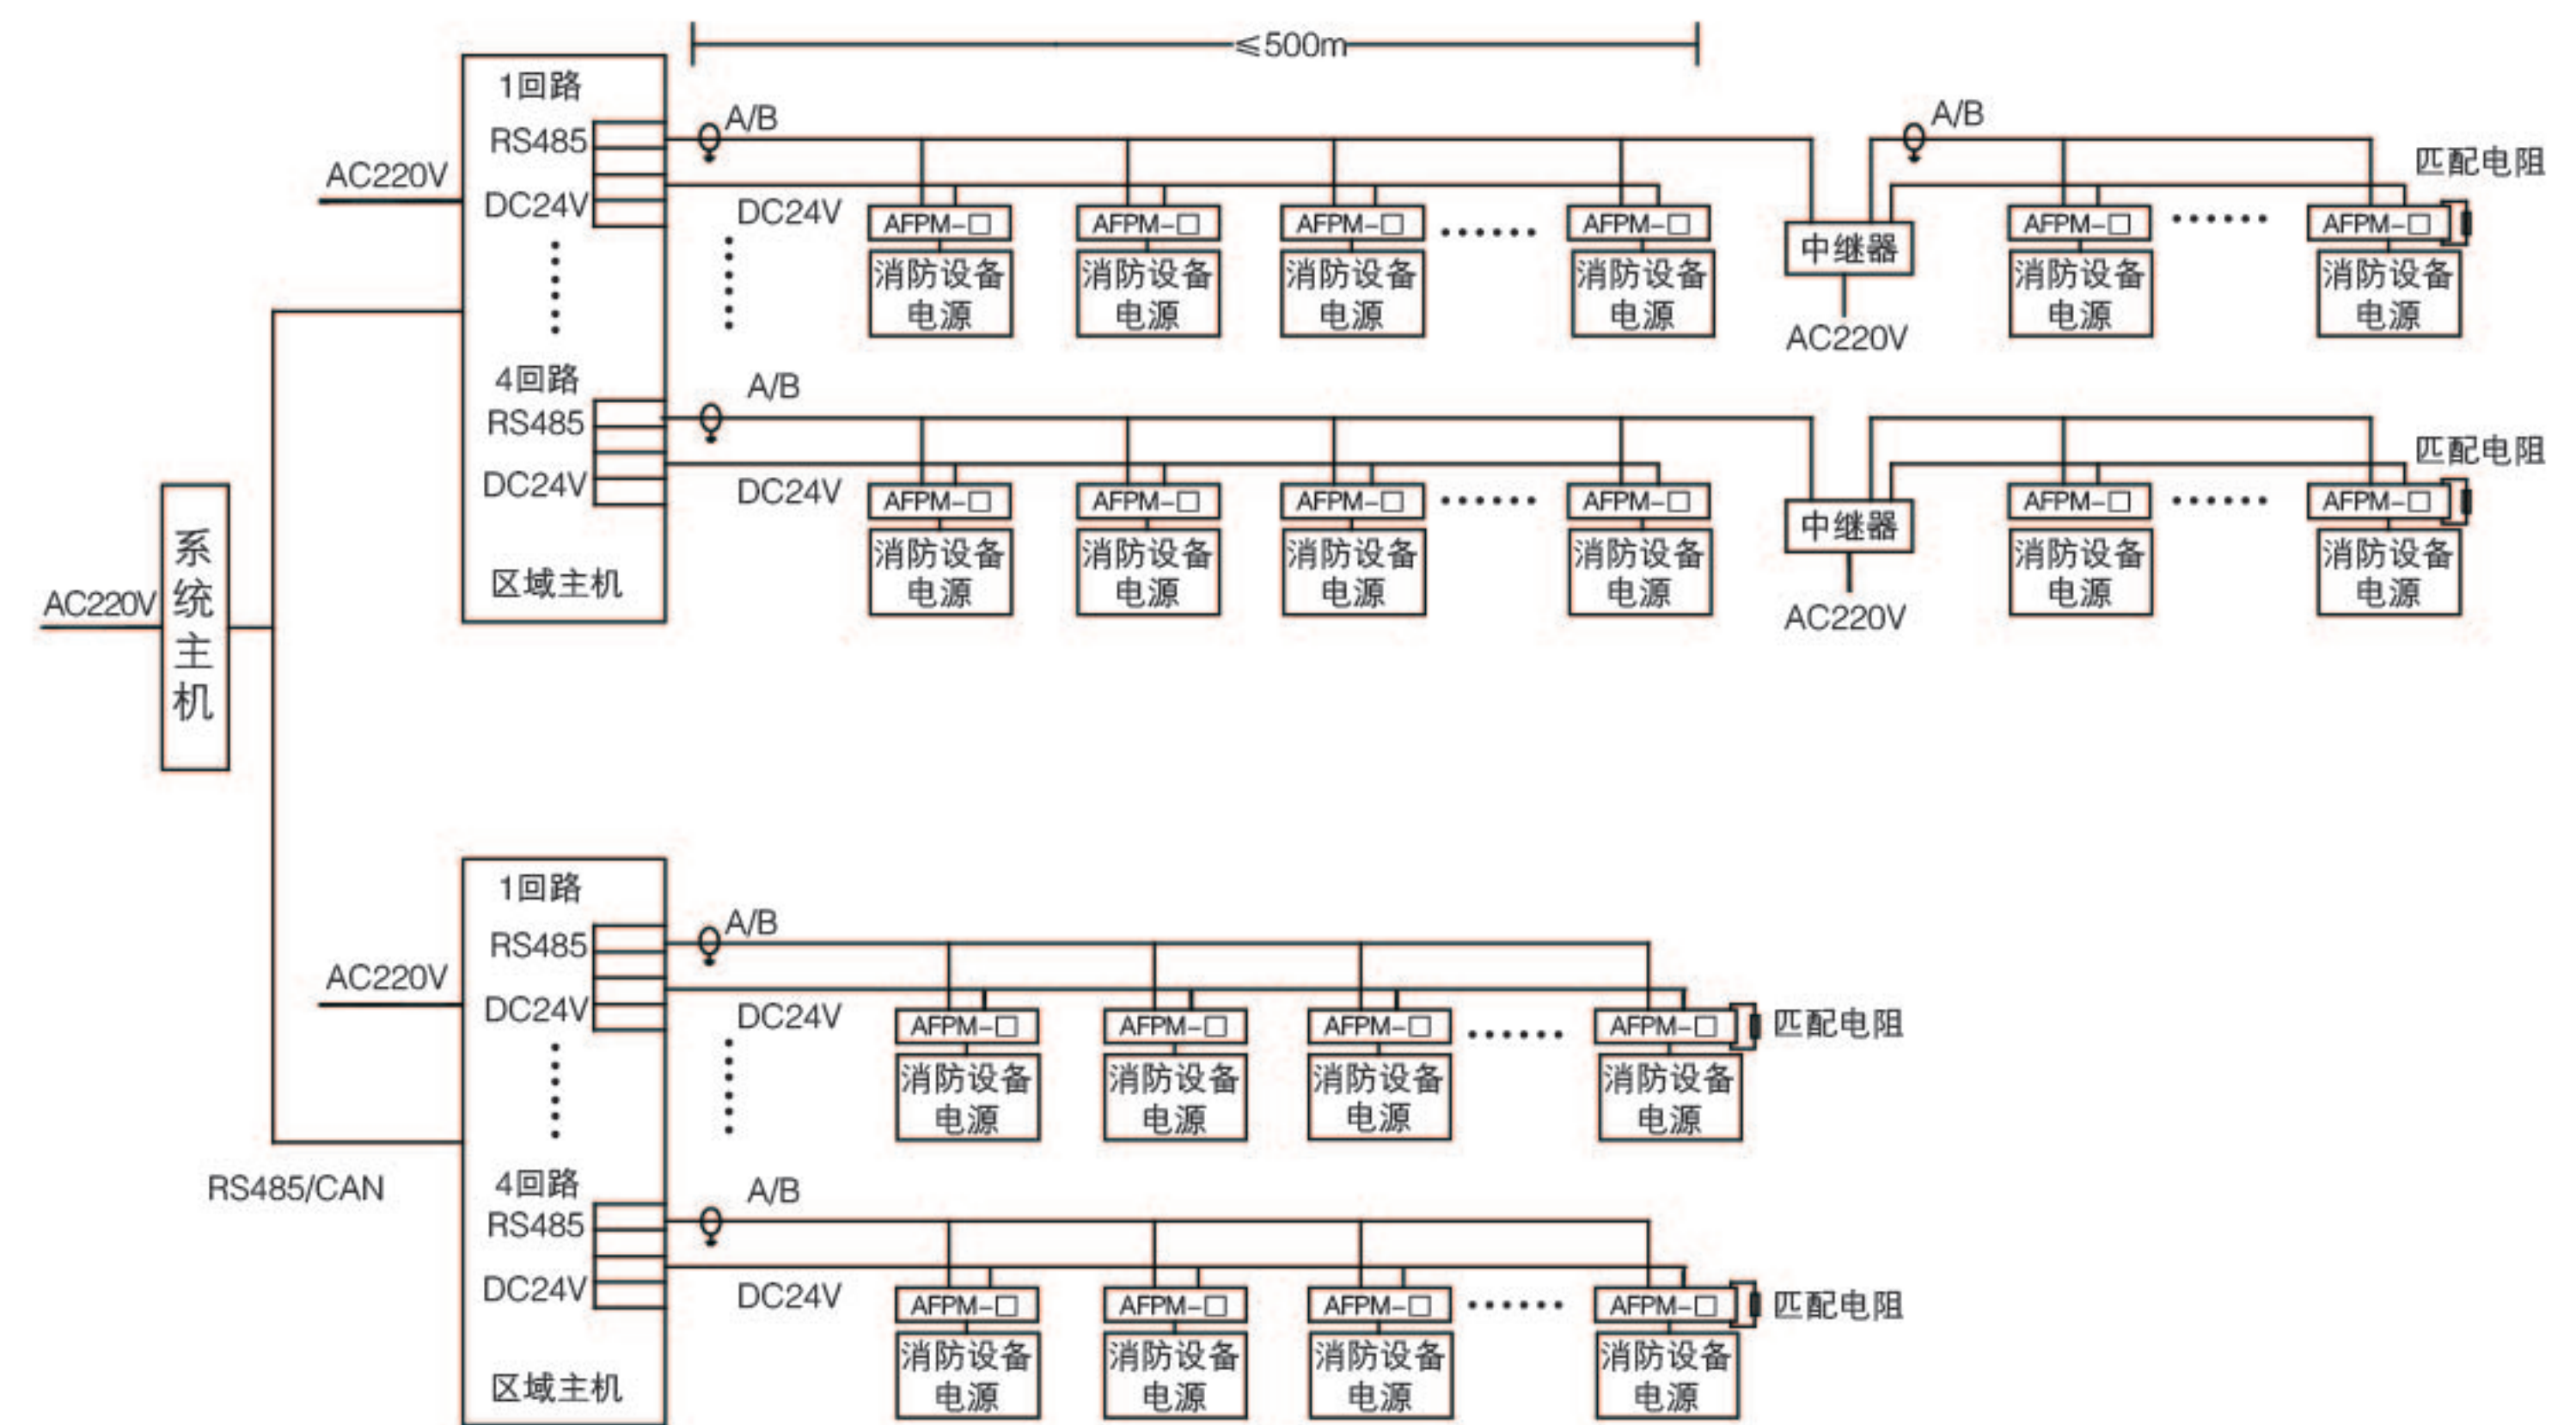 ≤500m
1回路
RS485
DC24V
AC220V
A/B
DC24V
AFPM-□
AFPM-□
AFPM-□
······
AFPM-□
消防设备
电源
消防设备
电源
消防设备
电源
消防设备
电源
中继器
AC220V
A/B
匹配电阻
AFPM-□
······
AFPM-□
消防设备
电源
消防设备
电源
4回路
RS485
DC24V
区域主机
A/B
DC24V
AFPM-□
AFPM-□
AFPM-□
······
AFPM-□
消防设备
电源
消防设备
电源
消防设备
电源
消防设备
电源
中继器
AC220V
匹配电阻
AFPM-□
······
AFPM-□
消防设备
电源
消防设备
电源
AC220V
系
统
主
机
1回路
RS485
DC24V
AC220V
A/B
DC24V
AFPM-□
AFPM-□
AFPM-□
······
AFPM-□
匹配电阻
消防设备
电源
消防设备
电源
消防设备
电源
消防设备
电源
RS485/CAN
4回路
RS485
DC24V
区域主机
A/B
DC24V
AFPM-□
AFPM-□
AFPM-□
······
AFPM-□
匹配电阻
消防设备
电源
消防设备
电源
消防设备
电源
消防设备
电源